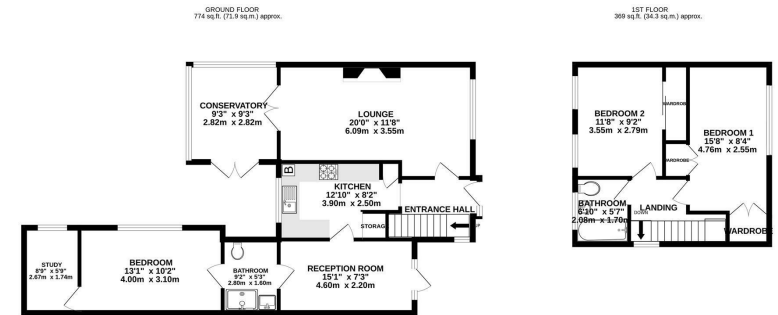 GROUND FLOOR
774 sq.ft. (71.9 sq.m.) approx.
1ST FLOOR
369 sq.ft. (34.3 sq.m.) approx.
CONSERVATORY
9'3" x 9'3"
2.82m x 2.82m
LOUNGE
20'0" x 11'8"
6.09m x 3.55m
B
KITCHEN
12'10" x 8'2"
3.90m x 2.50m
ENTRANCE HALL
STORAG
UP
STUDY
8'9" x 5'9"
2.67m x 1.74m
BEDROOM
13'1" x 10'2"
4.00m x 3.10m
BATHROOM
9'2" x 5'3"
2.80m x 1.60m
RECEPTION ROOM
15'1" x 7'3"
4.60m x 2.20m
BEDROOM 2
11'8" x 9'2"
3.55m x 2.79m
WARDROB
BEDROOM 1
15'8" x 8'4"
4.76m x 2.55m
WARDROBE
BATHROOM
6'10" x 5'7"
2.08m x 1.70m
LANDING
DOWN
WARDROBE